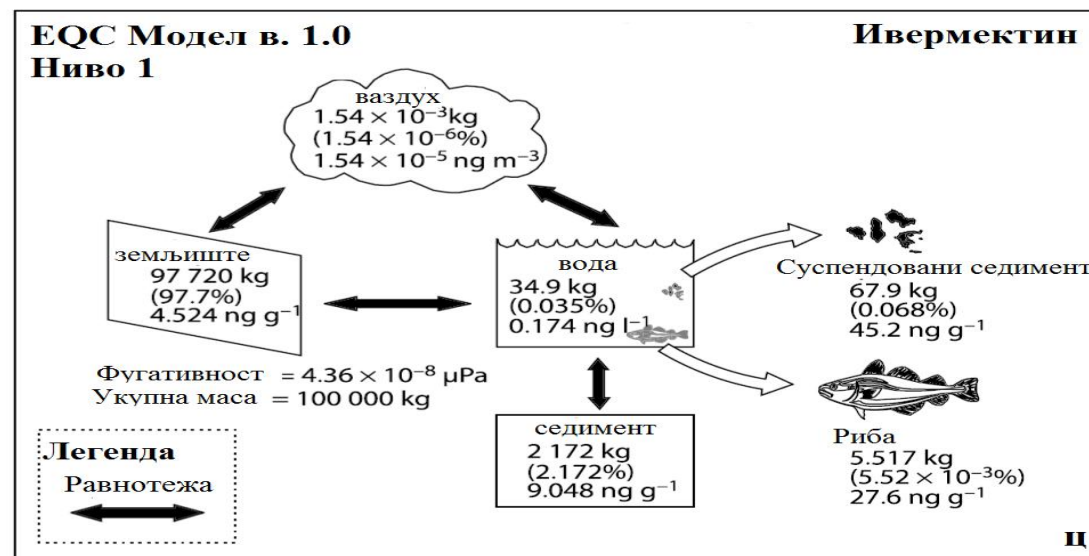 EQC Модел в. 1.0
Ниво 1
Ивермектин
ваздух
1.54 × 10⁻³kg
(1.54 × 10⁻⁶%)
1.54 × 10⁻⁵ ng m⁻³
земљиште
97 720 kg
(97.7%)
4.524 ng g⁻¹
вода
34.9 kg
(0.035%)
0.174 ng l⁻¹
Суспендовани седимент
67.9 kg
(0.068%)
45.2 ng g⁻¹
Фугативност = 4.36 × 10⁻⁸ µPa
Укупна маса = 100 000 kg
седимент
2 172 kg
(2.172%)
9.048 ng g⁻¹
Риба
5.517 kg
(5.52 × 10⁻³%)
27.6 ng g⁻¹
Легенда
Равнотежа
ц